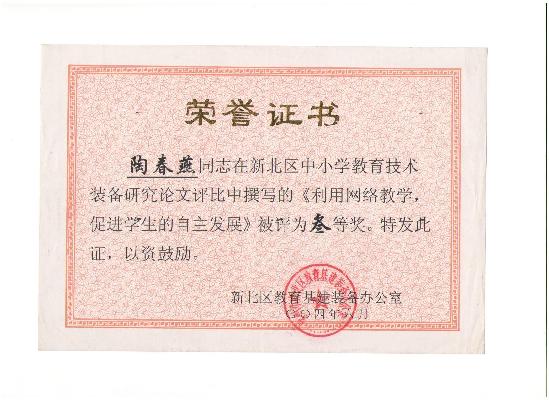 荣誉证书
陶春燕同志在新北区中小学教育技术
装备研究论文评比中撰写的《利用网络教学,
促进学生的自主发展》被评为叁等奖。特发此
证,以资鼓励。
新北区教育基建装备办公室
四年 月